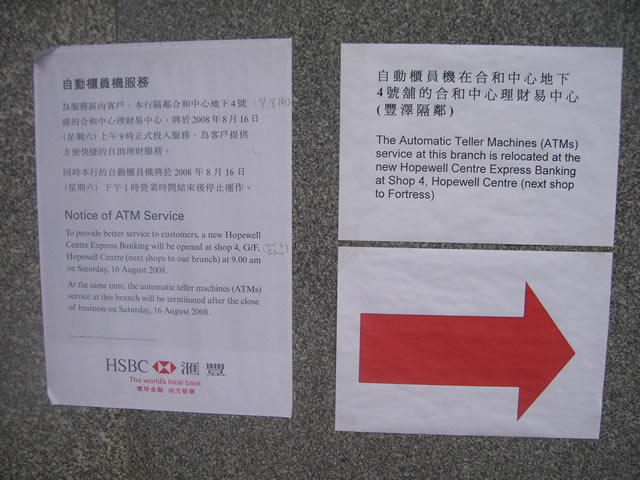 自動櫃員機服務
為服務區內客戶，本行隔鄰合和中心地下4號
舖的合和中心理財易中心，將於2008年8月16日
(星期六)上午9時正式投入服務，為客戶提供
方便快捷的自助理財服務。
同時本行的自動櫃員機將於2008年8月16日
(星期六)下午1時營業時間結束後停止運作。
Notice of ATM Service
To provide better service to customers, a new Hopewell
Centre Express Banking will be opened at shop 4, G/F,
Hopewell Centre (next shops to our branch) at 9.00 am
on Saturday, 16 August 2008.
At the same time, the automatic teller machines (ATMs)
service at this branch will be terminated after the close
of business on Saturday, 16 August 2008.
HSBC 滙豐
The world's local bank
環球金融 地方智慧
自動櫃員機在合和中心地下
4號舖的合和中心理財易中心
(豐澤隔鄰)
The Automatic Teller Machines (ATMs)
service at this branch is relocated at the
new Hopewell Centre Express Banking
at Shop 4, Hopewell Centre (next shop
to Fortress)